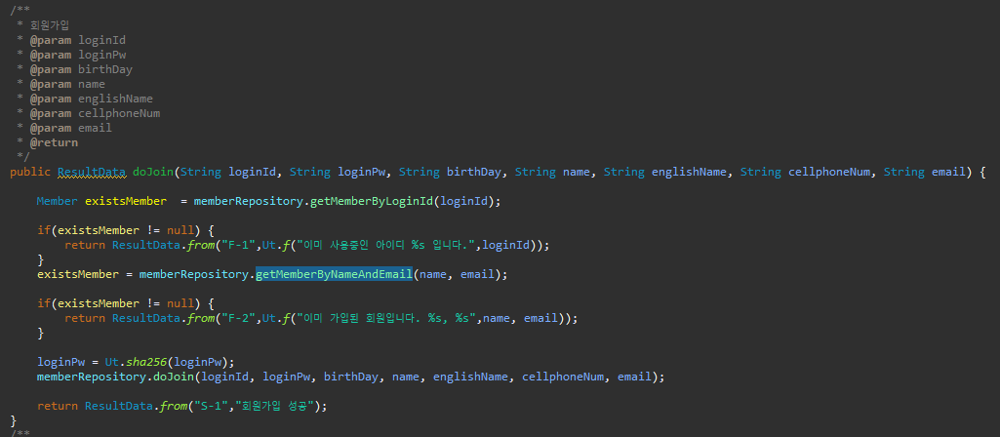 /**
 * 회원가입
 * @param loginId
 * @param loginPw
 * @param birthDay
 * @param name
 * @param englishName
 * @param cellphoneNum
 * @param email
 * @return
 */
public ResultData doJoin(String loginId, String loginPw, String birthDay, String name, String englishName, String cellphoneNum, String email) {
    Member existsMember  = memberRepository.getMemberByLoginId(loginId);
    if(existsMember != null) {
        return ResultData.from("F-1",Ut.f("이미 사용중인 아이디 %s 입니다.",loginId));
    }
    existsMember = memberRepository.getMemberByNameAndEmail(name, email);
    if(existsMember != null) {
        return ResultData.from("F-2",Ut.f("이미 가입된 회원입니다. %s, %s",name, email));
    }
    loginPw = Ut.sha256(loginPw);
    memberRepository.doJoin(loginId, loginPw, birthDay, name, englishName, cellphoneNum, email);
    return ResultData.from("S-1","회원가입 성공");
}
/**